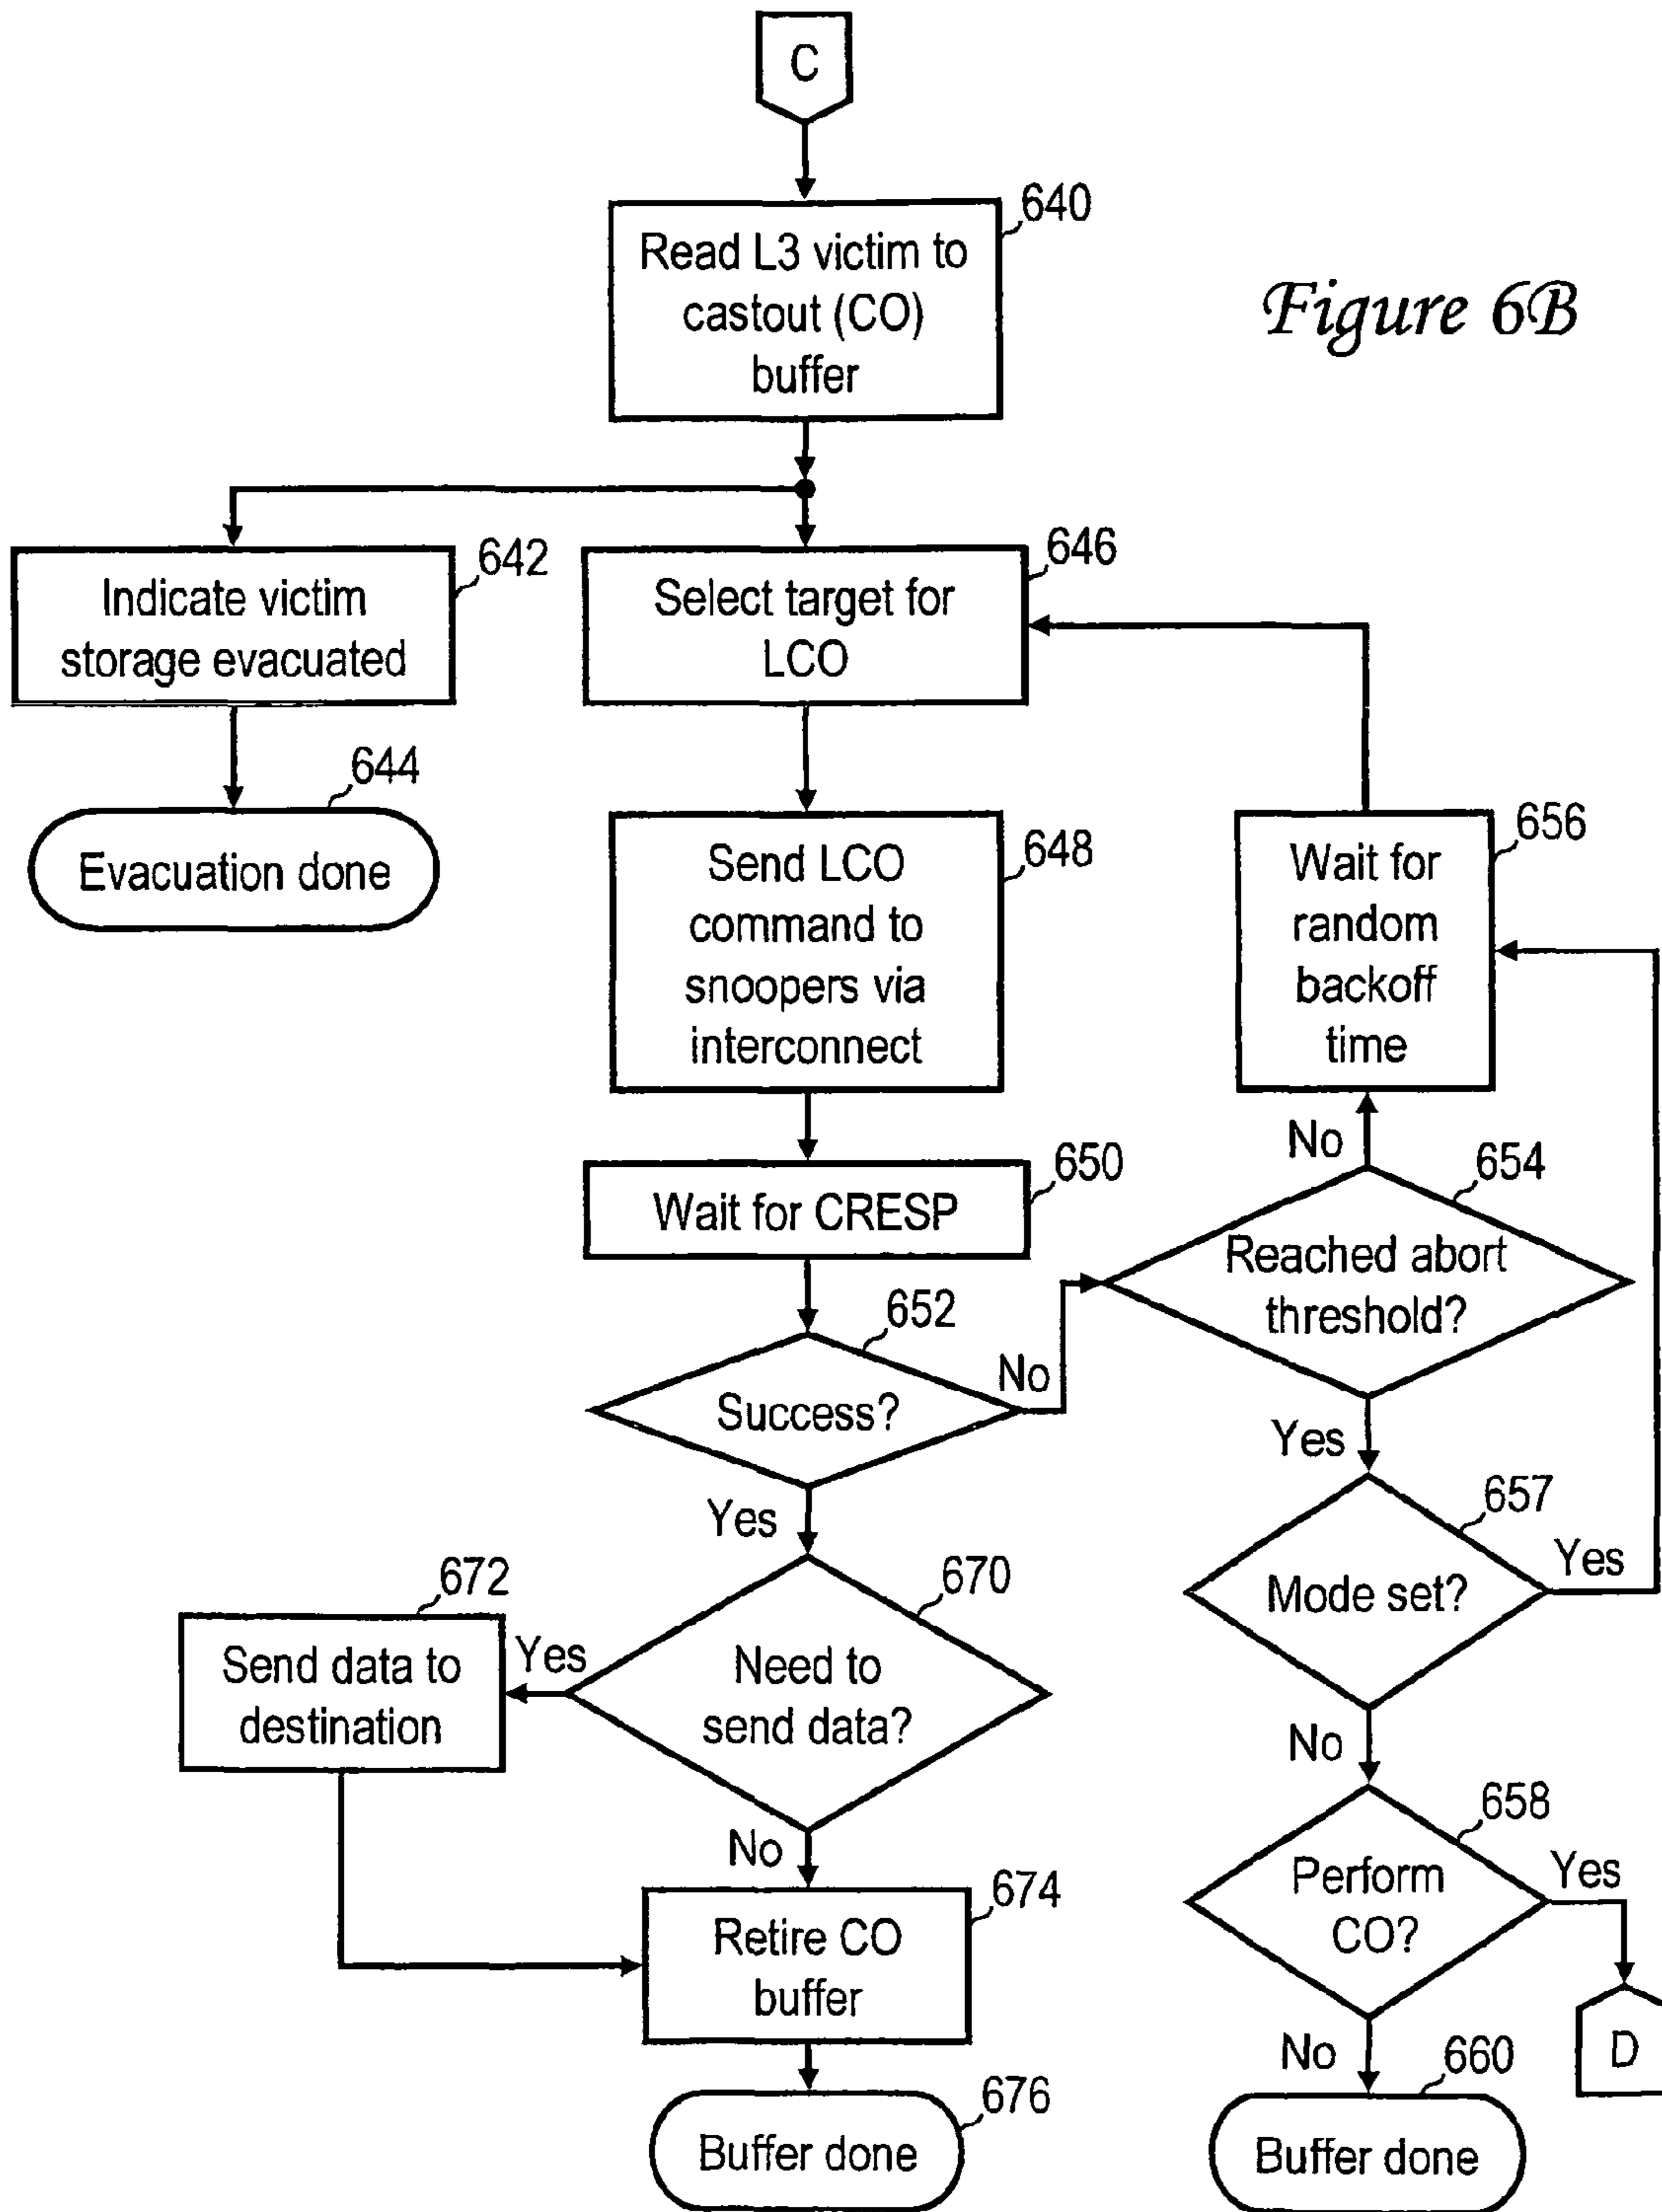 C
640
Read L3 victim to
castout (CO)
buffer
Figure 6B
642
Indicate victim
storage evacuated
646
Select target for
LCO
644
Evacuation done
648
Send LCO
command to
snoopers via
interconnect
656
Wait for
random
backoff
time
No
650
Wait for CRESP
654
Reached abort
threshold?
652
Success?
No
Yes
Yes
657
Mode set?
Yes
672
Send data to
destination
Yes
670
Need to
send data?
No
No
658
Perform
CO?
Yes
674
Retire CO
buffer
D
No
676
Buffer done
660
Buffer done